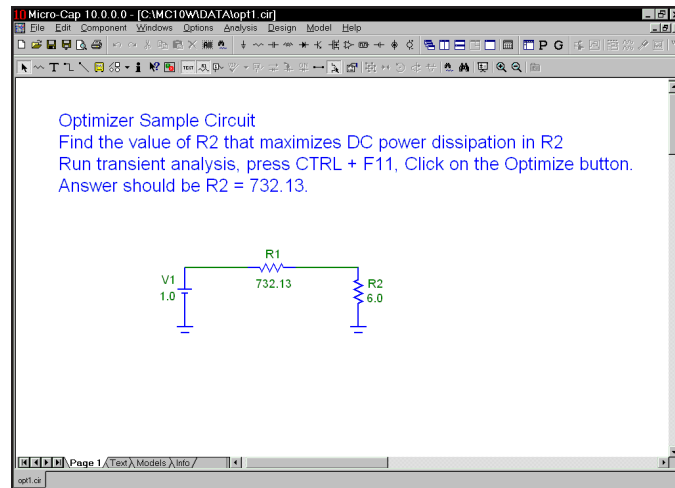 10 Micro-Cap 10.0.0.0 - [C:\MC10W\DATA\opt1.cir]
File Edit Component Windows Options Analysis Design Model Help
P G
T
TEXT
Optimizer Sample Circuit
Find the value of R2 that maximizes DC power dissipation in R2
Run transient analysis, press CTRL + F11, Click on the Optimize button.
Answer should be R2 = 732.13.
R1
732.13
V1
1.0
R2
6.0
Page 1 Text Models Info
opt1.cir